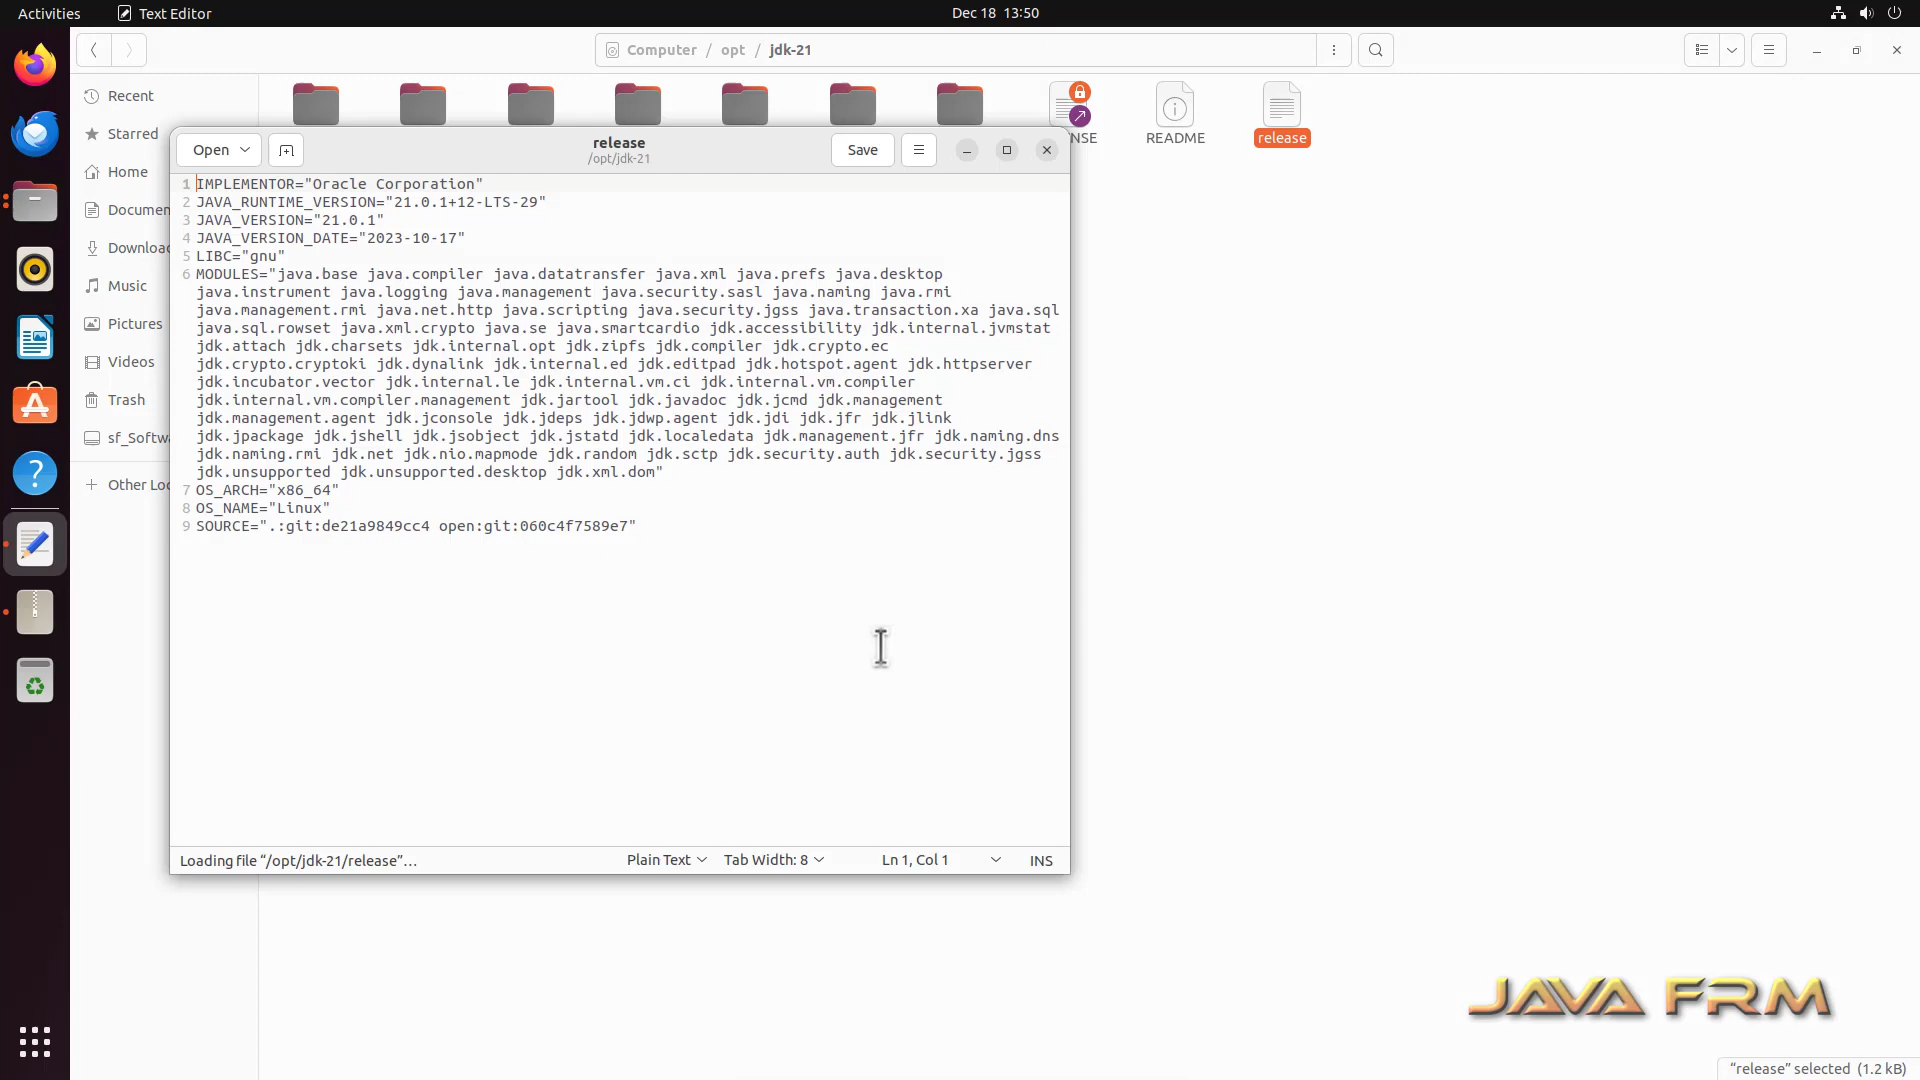 Activities
Text Editor
Dec 18 13:50
Computer / opt / jdk-21
Recent
Starred
Home
Documen
Downloa
Music
Pictures
Videos
Trash
sf_Softw
+ Other Loc
NSE
README
release
Open
release
/opt/jdk-21
Save
1 IMPLEMENTOR="Oracle Corporation"
2 JAVA_RUNTIME_VERSION="21.0.1+12-LTS-29"
3 JAVA_VERSION="21.0.1"
4 JAVA_VERSION_DATE="2023-10-17"
5 LIBC="gnu"
6 MODULES="java.base java.compiler java.datatransfer java.xml java.prefs java.desktop
java.instrument java.logging java.management java.security.sasl java.naming java.rmi
java.management.rmi java.net.http java.scripting java.security.jgss java.transaction.xa java.sql
java.sql.rowset java.xml.crypto java.se java.smartcardio jdk.accessibility jdk.internal.jvmstat
jdk.attach jdk.charsets jdk.internal.opt jdk.zipfs jdk.compiler jdk.crypto.ec
jdk.crypto.cryptoki jdk.dynalink jdk.internal.ed jdk.editpad jdk.hotspot.agent jdk.httpserver
jdk.incubator.vector jdk.internal.le jdk.internal.vm.ci jdk.internal.vm.compiler
jdk.internal.vm.compiler.management jdk.jartool jdk.javadoc jdk.jcmd jdk.management
jdk.management.agent jdk.jconsole jdk.jdeps jdk.jdwp.agent jdk.jdi jdk.jfr jdk.jlink
jdk.jpackage jdk.jshell jdk.jsobject jdk.jstatd jdk.localedata jdk.management.jfr jdk.naming.dns
jdk.naming.rmi jdk.net jdk.nio.mapmode jdk.random jdk.sctp jdk.security.auth jdk.security.jgss
jdk.unsupported jdk.unsupported.desktop jdk.xml.dom"
7 OS_ARCH="x86_64"
8 OS_NAME="Linux"
9 SOURCE=".:git:de21a9849cc4 open:git:060c4f7589e7"
Loading file “/opt/jdk-21/release”…
Plain Text
Tab Width: 8
Ln 1, Col 1
INS
JAVA FRM
“release” selected (1.2 kB)